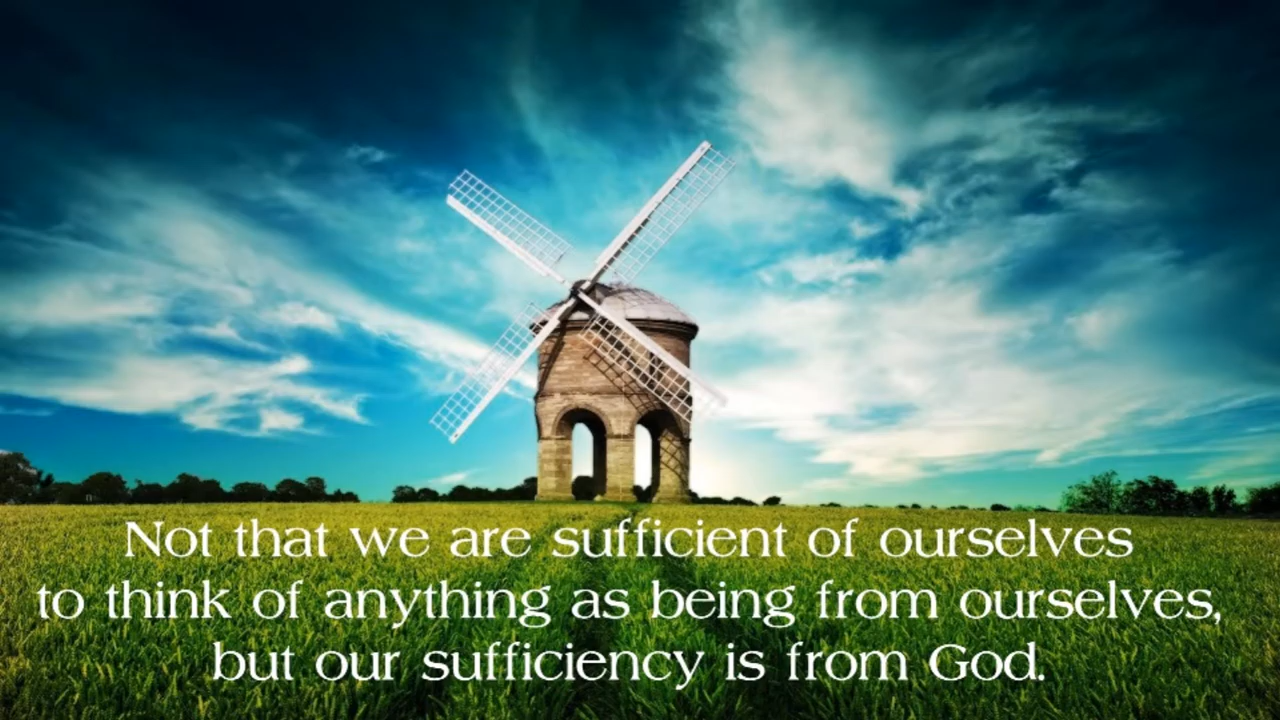 Not that we are sufficient of ourselves
to think of anything as being from ourselves,
but our sufficiency is from God.